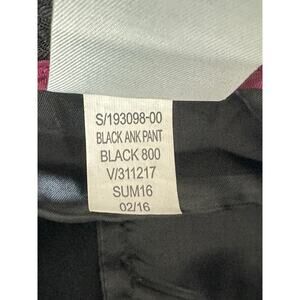 S/193098-00
BLACK ANK PANT
BLACK 800
V/311217
SUM16
02/16